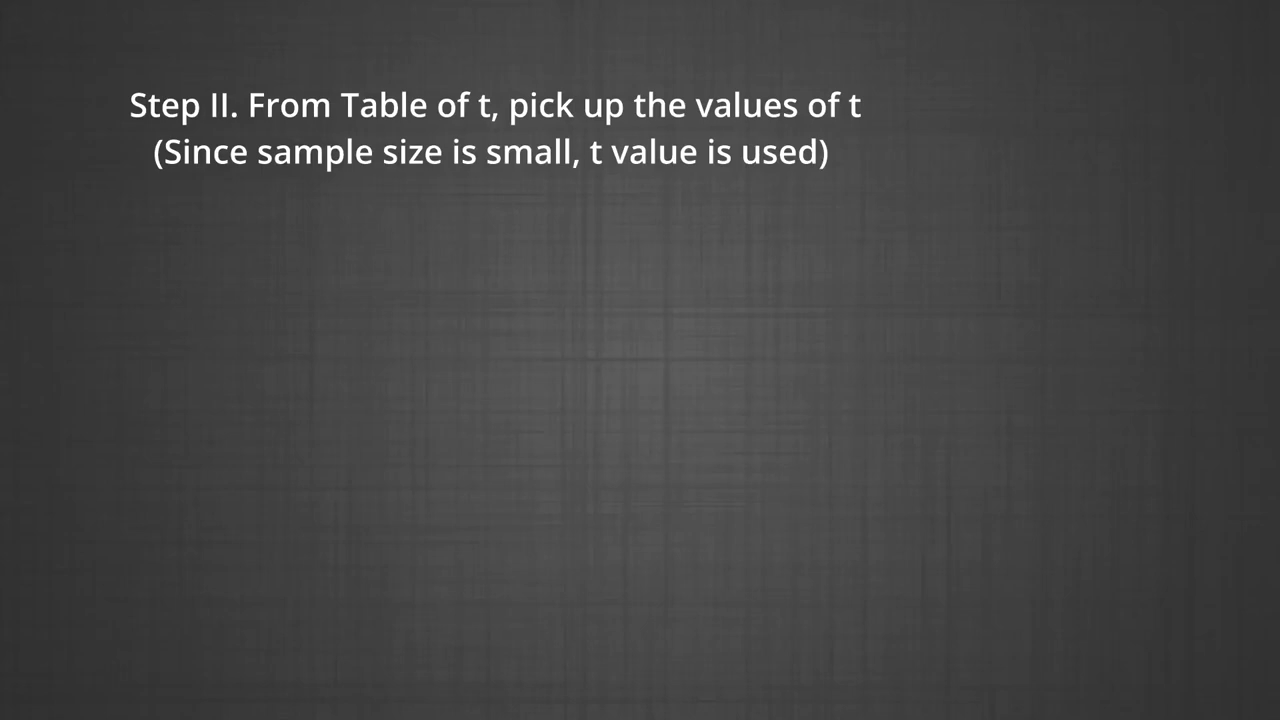 Step II. From Table of t, pick up the values of t
(Since sample size is small, t value is used)